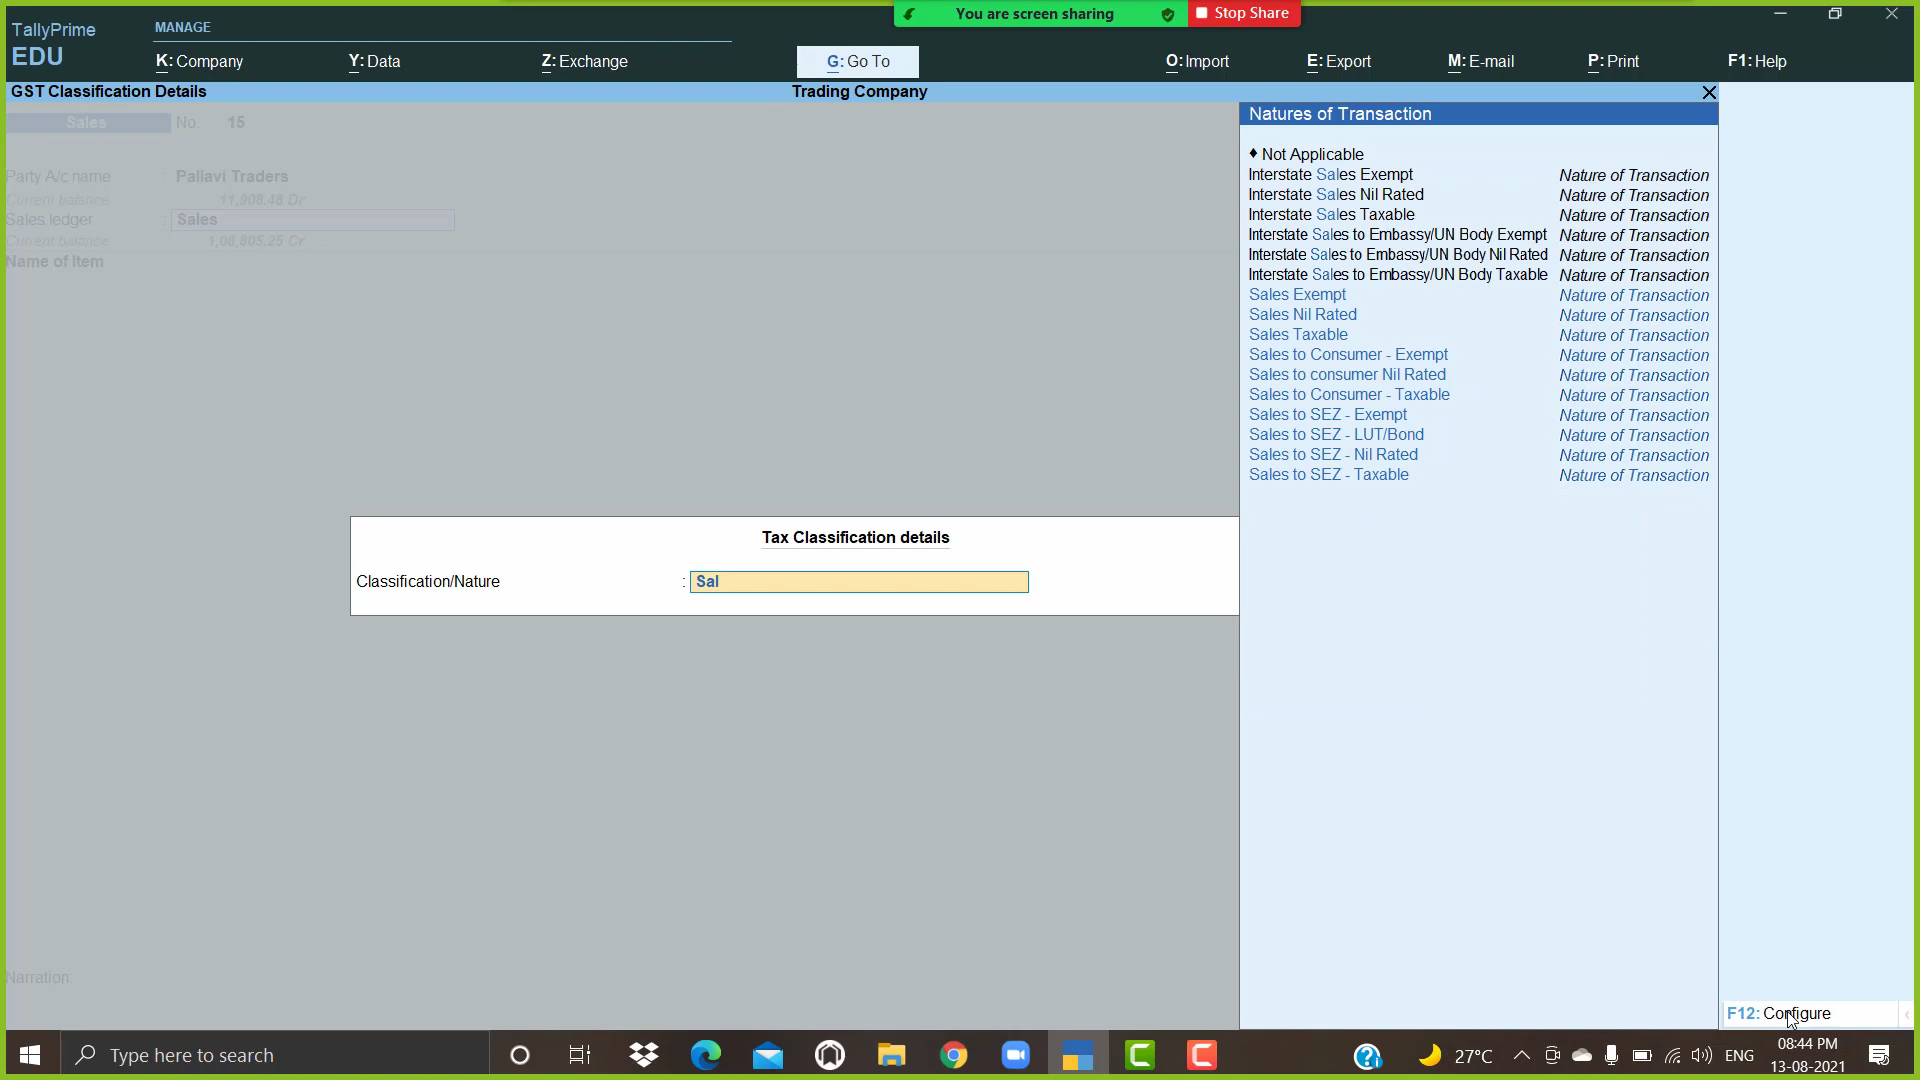 You are screen sharing
Stop Share
TallyPrime
EDU
MANAGE
K: Company
Y: Data
Z: Exchange
G: Go To
O: Import
E: Export
M: E-mail
P: Print
F1: Help
GST Classification Details
Trading Company
Sales No. 15
Party A/c name : Pallavi Traders
Current balance 11,908.48 Dr
Sales ledger : Sales
Current balance 1,06,805.25 Cr
Name of Item
Natures of Transaction
♦ Not Applicable
Interstate Sales Exempt Nature of Transaction
Interstate Sales Nil Rated Nature of Transaction
Interstate Sales Taxable Nature of Transaction
Interstate Sales to Embassy/UN Body Exempt Nature of Transaction
Interstate Sales to Embassy/UN Body Nil Rated Nature of Transaction
Interstate Sales to Embassy/UN Body Taxable Nature of Transaction
Sales Exempt Nature of Transaction
Sales Nil Rated Nature of Transaction
Sales Taxable Nature of Transaction
Sales to Consumer - Exempt Nature of Transaction
Sales to consumer Nil Rated Nature of Transaction
Sales to Consumer - Taxable Nature of Transaction
Sales to SEZ - Exempt Nature of Transaction
Sales to SEZ - LUT/Bond Nature of Transaction
Sales to SEZ - Nil Rated Nature of Transaction
Sales to SEZ - Taxable Nature of Transaction
Tax Classification details
Classification/Nature : Sal
Narration:
F12: Configure
Type here to search
27°C
ENG
08:44 PM
13-08-2021